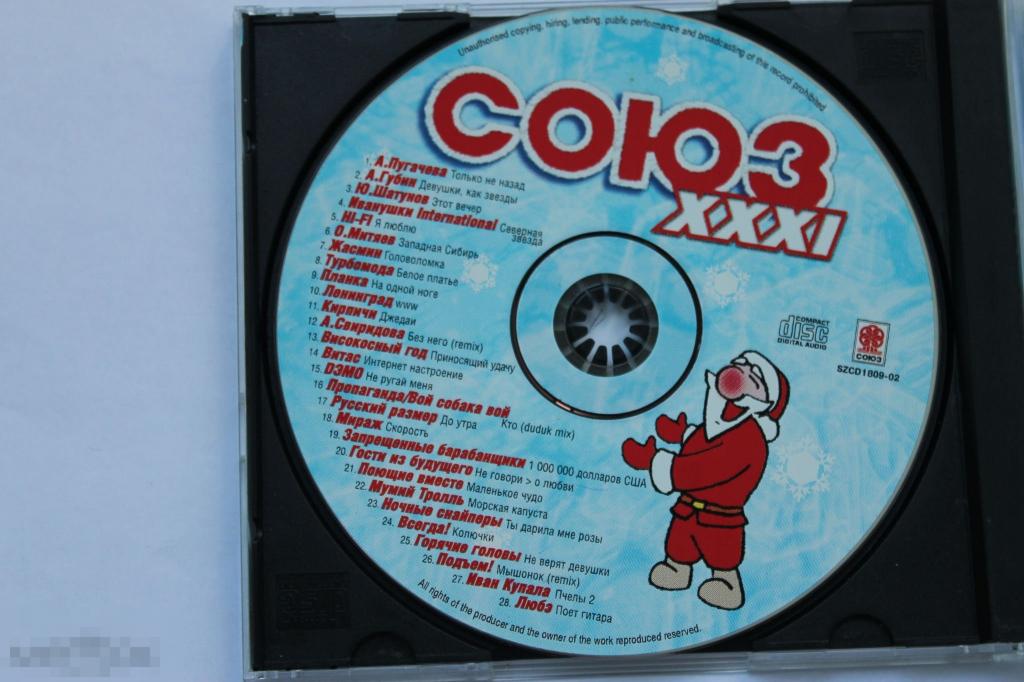 Unauthorised copying, hiring, lending, public performance and broadcasting of this record prohibited
СОЮЗ
XXXI
1. А.Пугачева Только не назад
2. А.Губин Девушки, как звезды
3. Ю.Шатунов Этот вечер
4. Иванушки International Северная
звезда
5. HI-FI Я люблю
6. О.Митяев Западная Сибирь
7. Жасмин Головоломка
8. Турбомода Белое платье
9. Планка На одной ноге
10. Ленинград www
11. Кирпичи Джедаи
12. А.Свиридова Без него (remix)
13. Високосный год Приносящий удачу
14. Витас Интернет настроение
15. DЭМО Не ругай меня
16. Пропаганда/Вой собака вой
Кто (duduk mix)
17. Русский размер До утра
18. Мираж Скорость
19. Запрещенные барабанщики 1 000 000 долларов США
20. Гости из будущего Не говори > о любви
21. Поющие вместе Маленькое чудо
22. Мумий Тролль Морская капуста
23. Ночные снайперы Ты дарила мне розы
24. Всегда! Колючки
25. Горячие головы Не верят девушки
26. Подъем! Мышонок (remix)
27. Иван Купала Пчелы 2
28. Любэ Поет гитара
COMPACT
disc
DIGITAL AUDIO
СОЮЗ
SZCD1809-02
All rights of the producer and the owner of the work reproduced reserved.